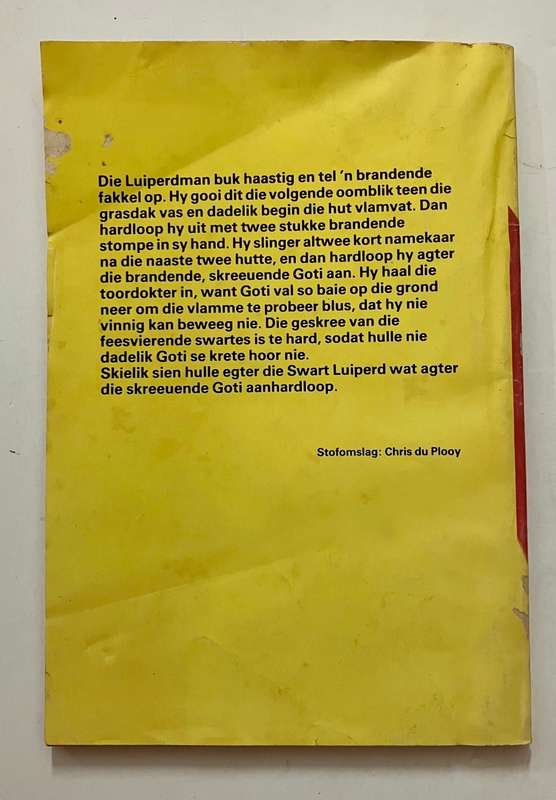 Die Luiperdman buk haastig en tel 'n brandende
fakkel op. Hy gooi dit die volgende oomblik teen die
grasdak vas en dadelik begin die hut vlamvat. Dan
hardloop hy uit met twee stukke brandende
stompe in sy hand. Hy slinger altwee kort namekaar
na die naaste twee hutte, en dan hardloop hy agter
die brandende, skreeuende Goti aan. Hy haal die
toordokter in, want Goti val so baie op die grond
neer om die vlamme te probeer blus, dat hy nie
vinnig kan beweeg nie. Die geskree van die
feesvierende swartes is te hard, sodat hulle nie
dadelik Goti se krete hoor nie.
Skielik sien hulle egter die Swart Luiperd wat agter
die skreeuende Goti aanhardloop.
Stofomslag: Chris du Plooy